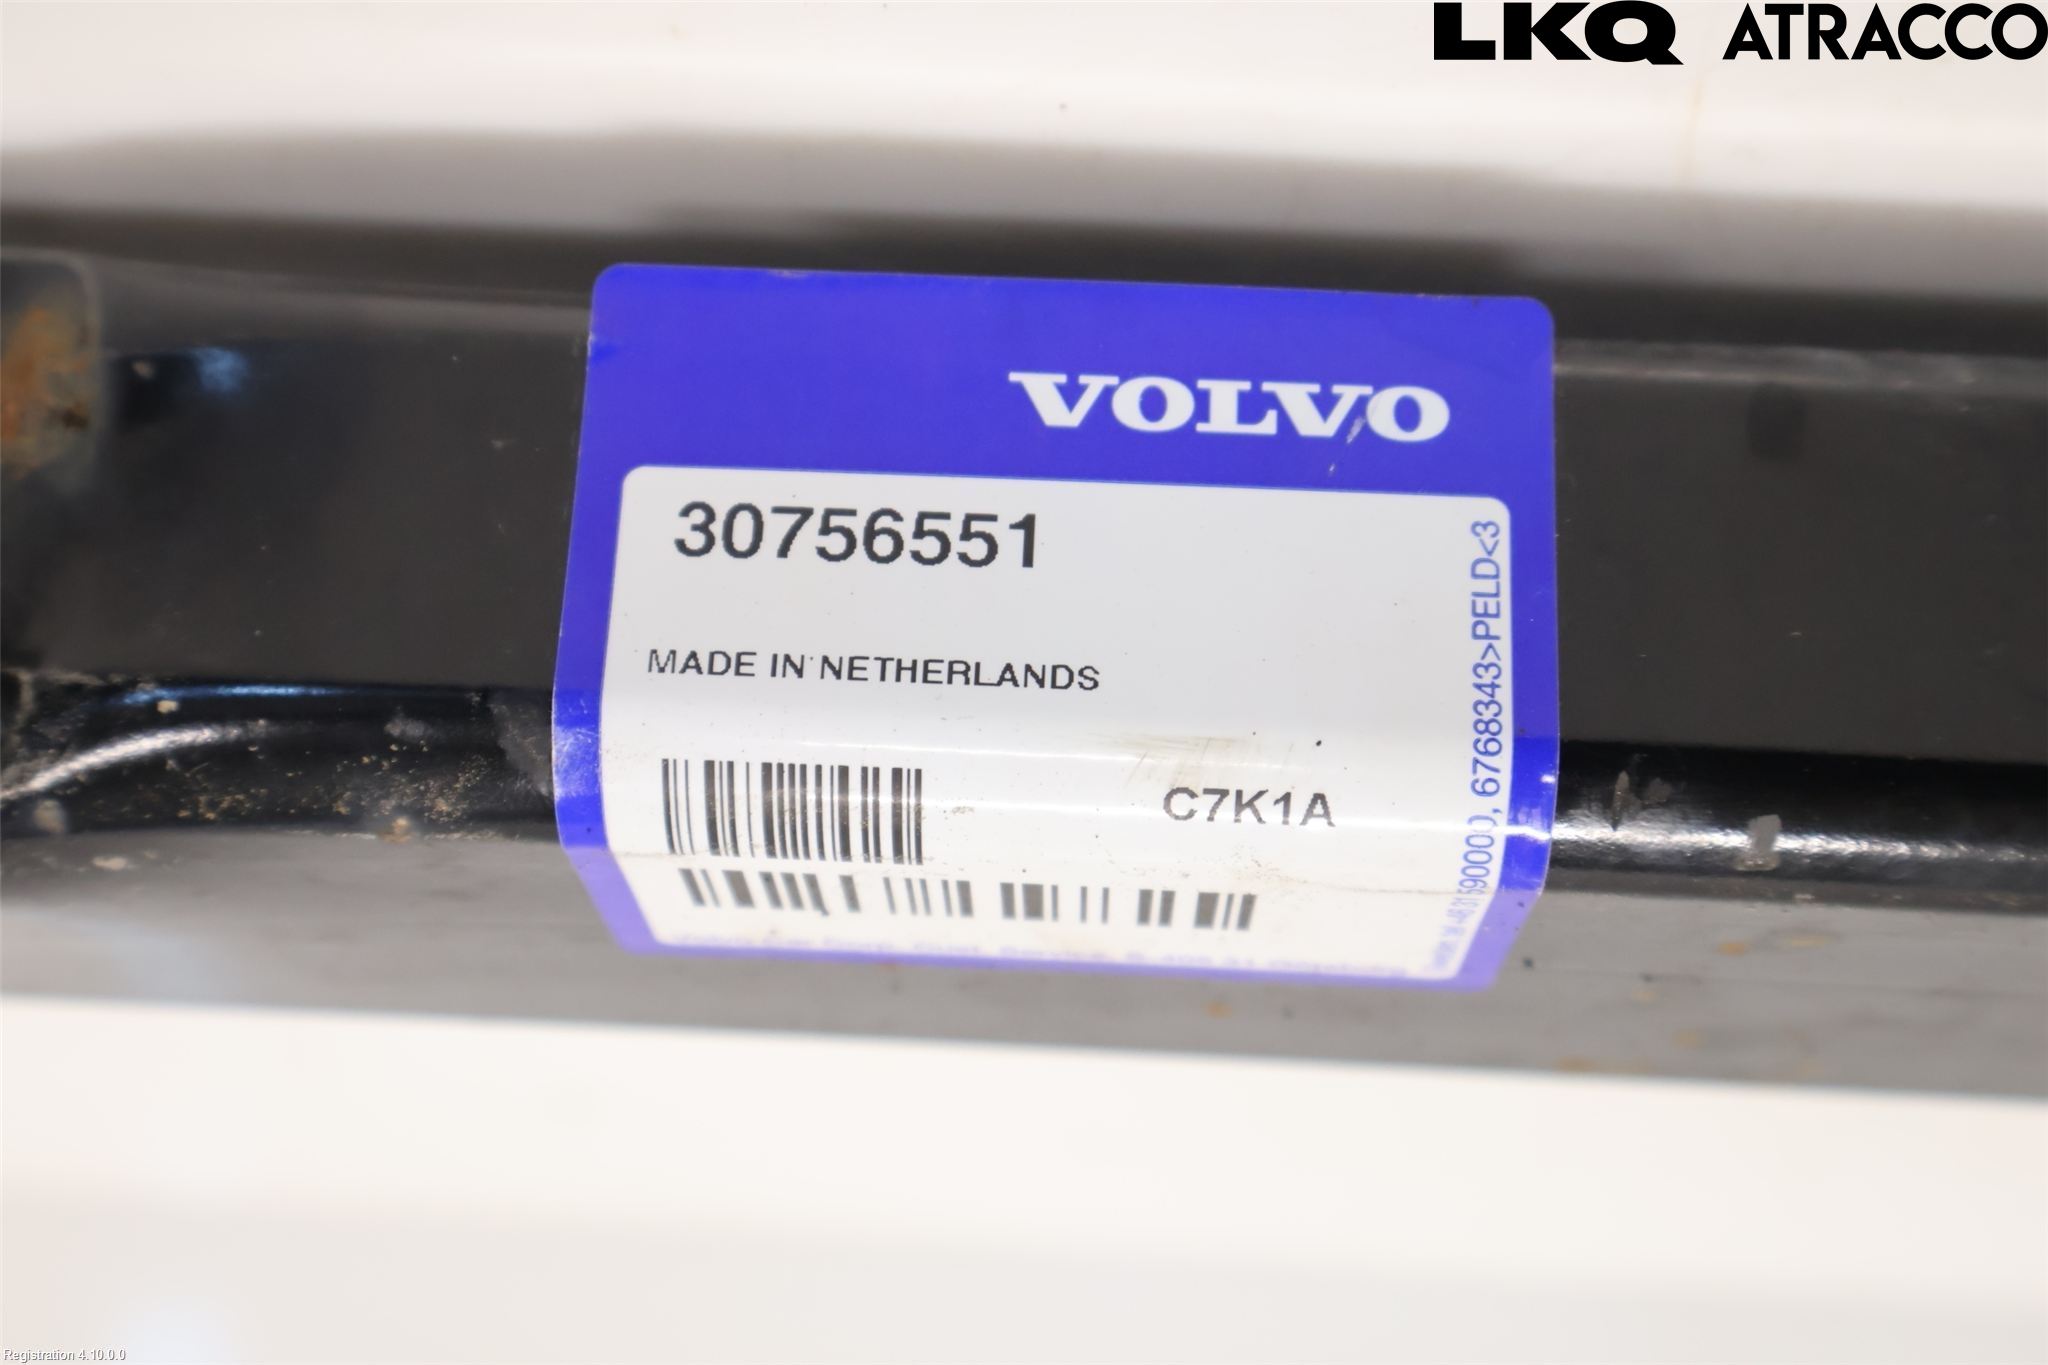 LKQ ATRACCO
VOLVO
30756551
MADE IN NETHERLANDS
C7K1A
6768343>PELD<3
Registration 4.10.0.0